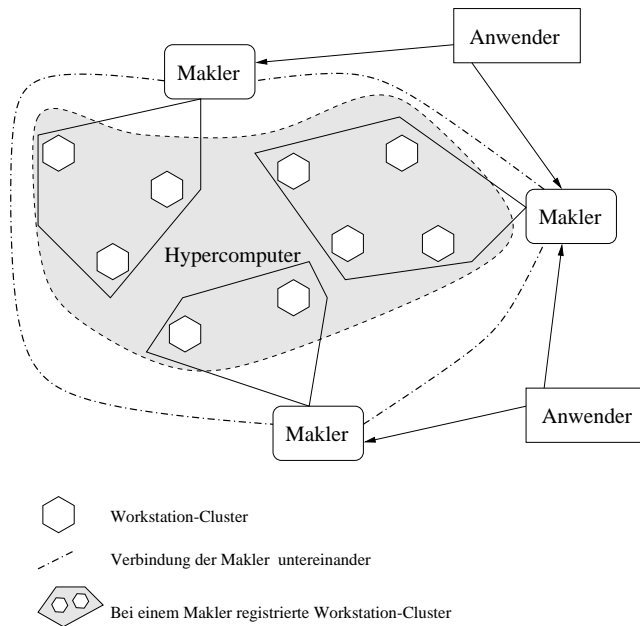 Anwender
Makler
Makler
Hypercomputer
Anwender
Makler
Workstation-Cluster
Verbindung der Makler untereinander
Bei einem Makler registrierte Workstation-Cluster